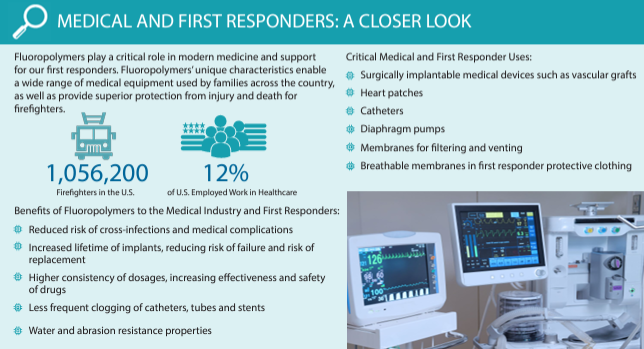 MEDICAL AND FIRST RESPONDERS: A CLOSER LOOK
Fluoropolymers play a critical role in modern medicine and support
for our first responders. Fluoropolymers' unique characteristics enable
a wide range of medical equipment used by families across the country,
as well as provide superior protection from injury and death for
firefighters.
1,056,200
Firefighters in the U.S.
12%
of U.S. Employed Work in Healthcare
Benefits of Fluoropolymers to the Medical Industry and First Responders:
Reduced risk of cross-infections and medical complications
Increased lifetime of implants, reducing risk of failure and risk of
replacement
Higher consistency of dosages, increasing effectiveness and safety
of drugs
Less frequent clogging of catheters, tubes and stents
Water and abrasion resistance properties
Critical Medical and First Responder Uses:
Surgically implantable medical devices such as vascular grafts
Heart patches
Catheters
Diaphragm pumps
Membranes for filtering and venting
Breathable membranes in first responder protective clothing
126
100